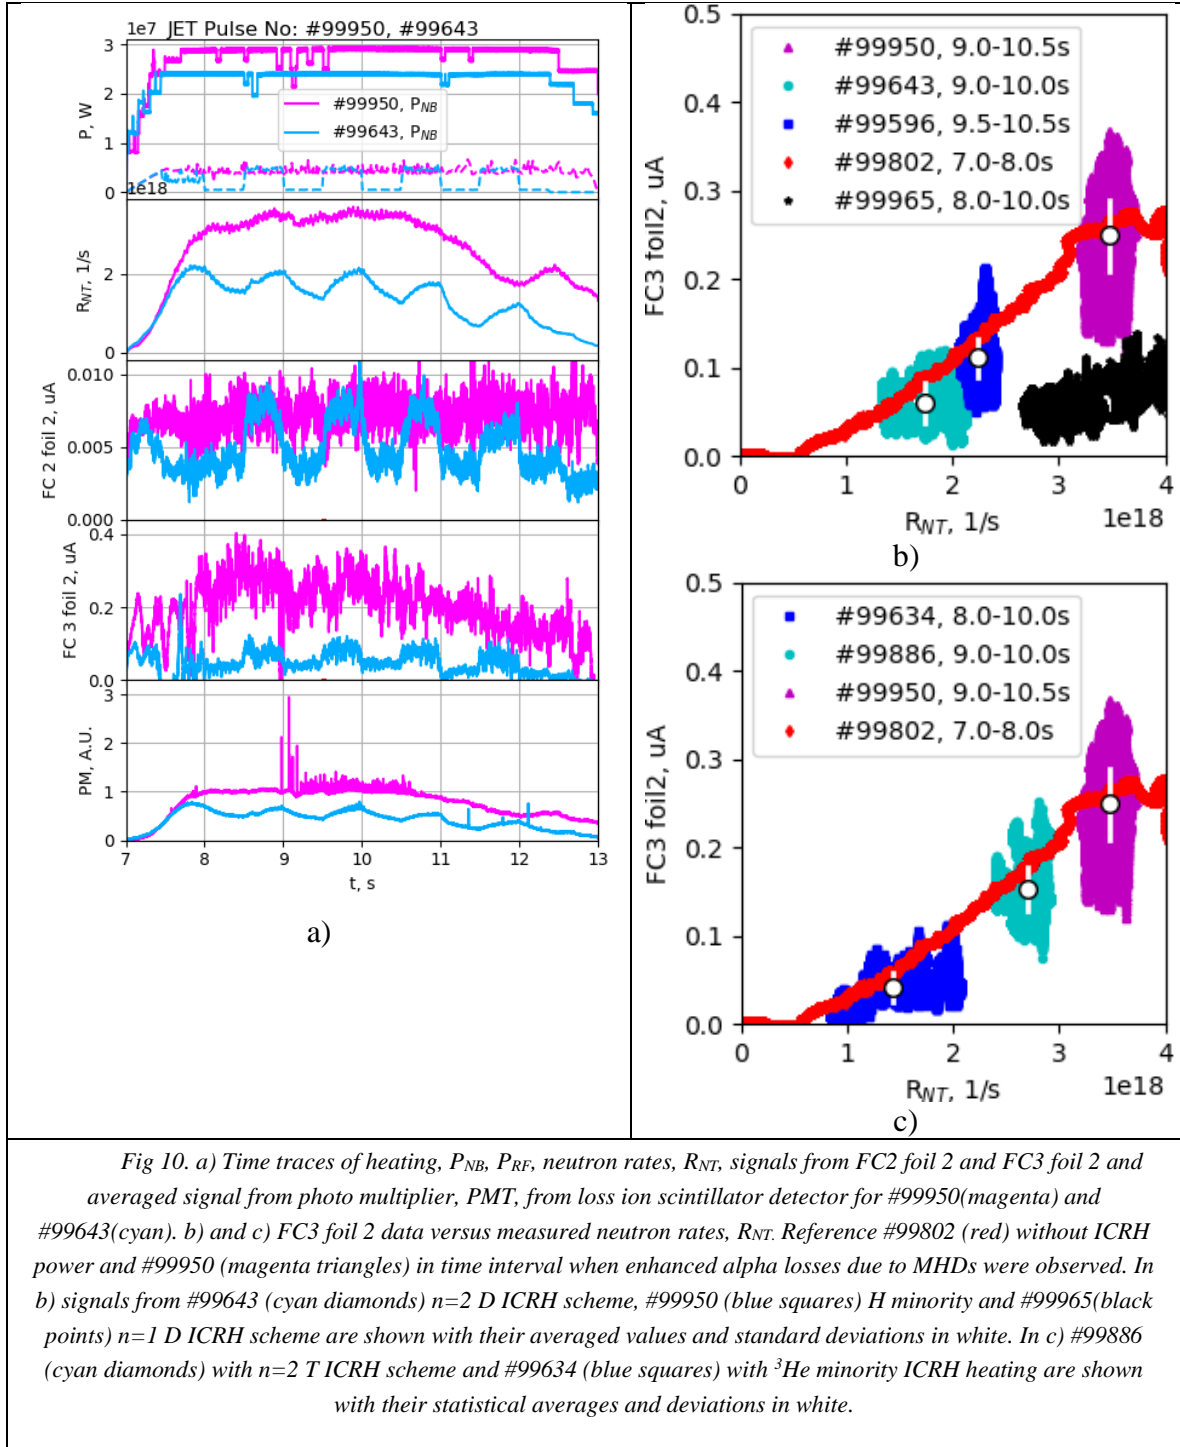 JET Pulse No: #99950, #99643
1e7
3
2
1
0
P, W
#99950, P_NB
#99643, P_NB
1e18
2
0
R_NT, 1/s
0.010
0.005
0.000
FC 2 foil 2, uA
0.4
0.2
0.0
FC 3 foil 2, uA
3
2
1
0
PM, A.U.
7 8 9 10 11 12 13
t, s
a)
0.5
0.4
0.3
0.2
0.1
0.0
FC3 foil2, uA
#99950, 9.0-10.5s
#99643, 9.0-10.0s
#99596, 9.5-10.5s
#99802, 7.0-8.0s
#99965, 8.0-10.0s
0 1 2 3 4
R_NT, 1/s
1e18
b)
0.5
0.4
0.3
0.2
0.1
0.0
FC3 foil2, uA
#99634, 8.0-10.0s
#99886, 9.0-10.0s
#99950, 9.0-10.5s
#99802, 7.0-8.0s
0 1 2 3 4
R_NT, 1/s
1e18
c)
Fig 10. a) Time traces of heating, P_NB, P_RF, neutron rates, R_NT, signals from FC2 foil 2 and FC3 foil 2 and
averaged signal from photo multiplier, PMT, from loss ion scintillator detector for #99950(magenta) and
#99643(cyan). b) and c) FC3 foil 2 data versus measured neutron rates, R_NT. Reference #99802 (red) without ICRH
power and #99950 (magenta triangles) in time interval when enhanced alpha losses due to MHDs were observed. In
b) signals from #99643 (cyan diamonds) n=2 D ICRH scheme, #99950 (blue squares) H minority and #99965(black
points) n=1 D ICRH scheme are shown with their averaged values and standard deviations in white. In c) #99886
(cyan diamonds) with n=2 T ICRH scheme and #99634 (blue squares) with ³He minority ICRH heating are shown
with their statistical averages and deviations in white.